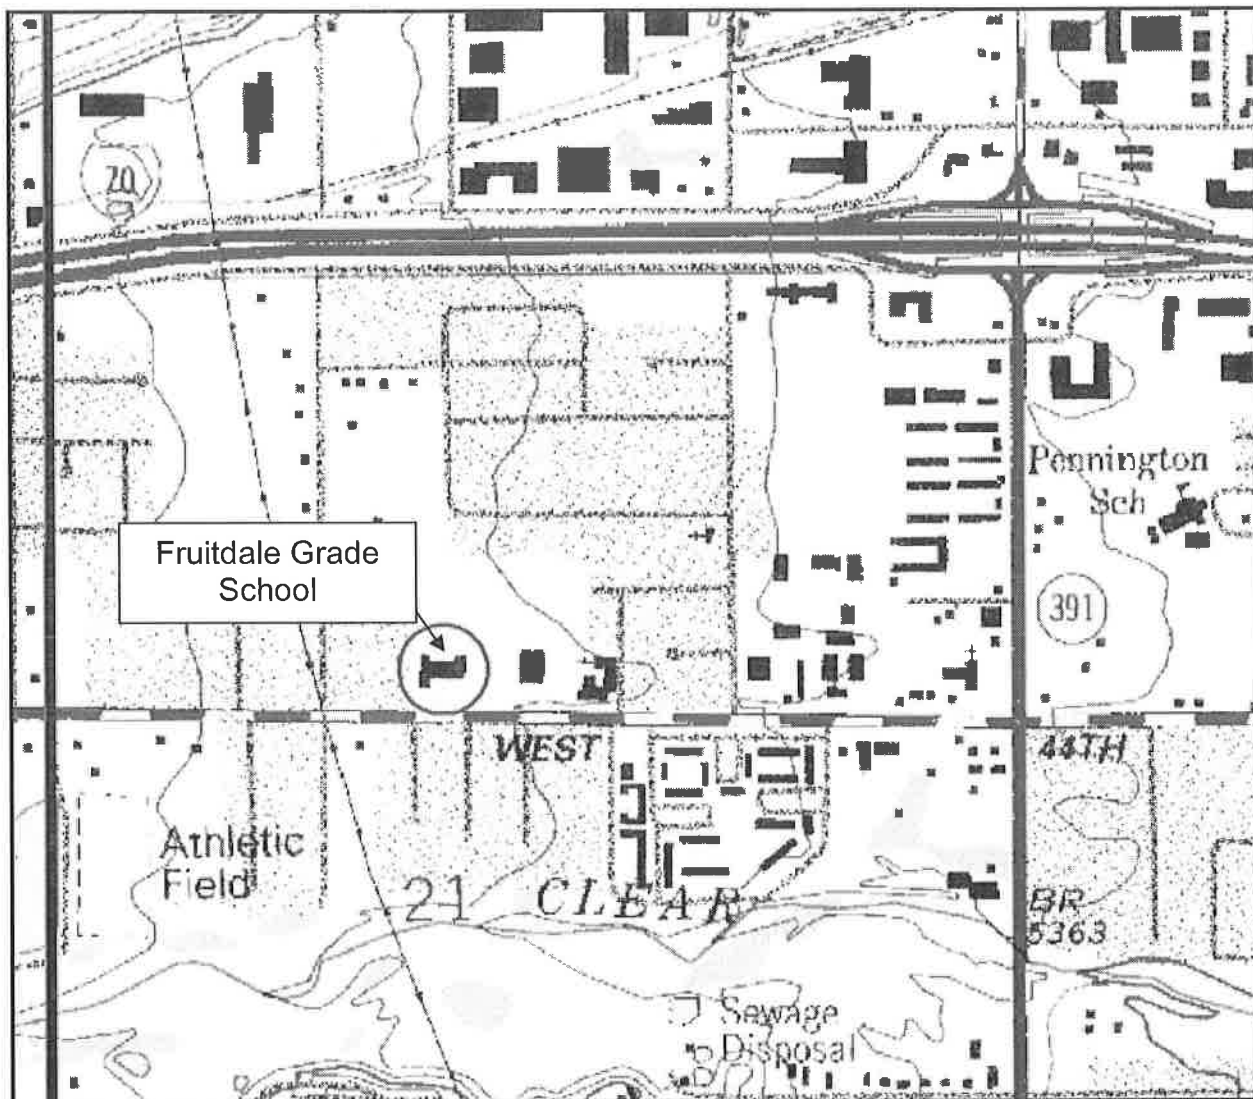 70
Pennington
Sch
Fruitdale Grade
School
391
WEST
44TH
Athletic
Field
21
CLEAR
BR
5363
Sewage
Disposal